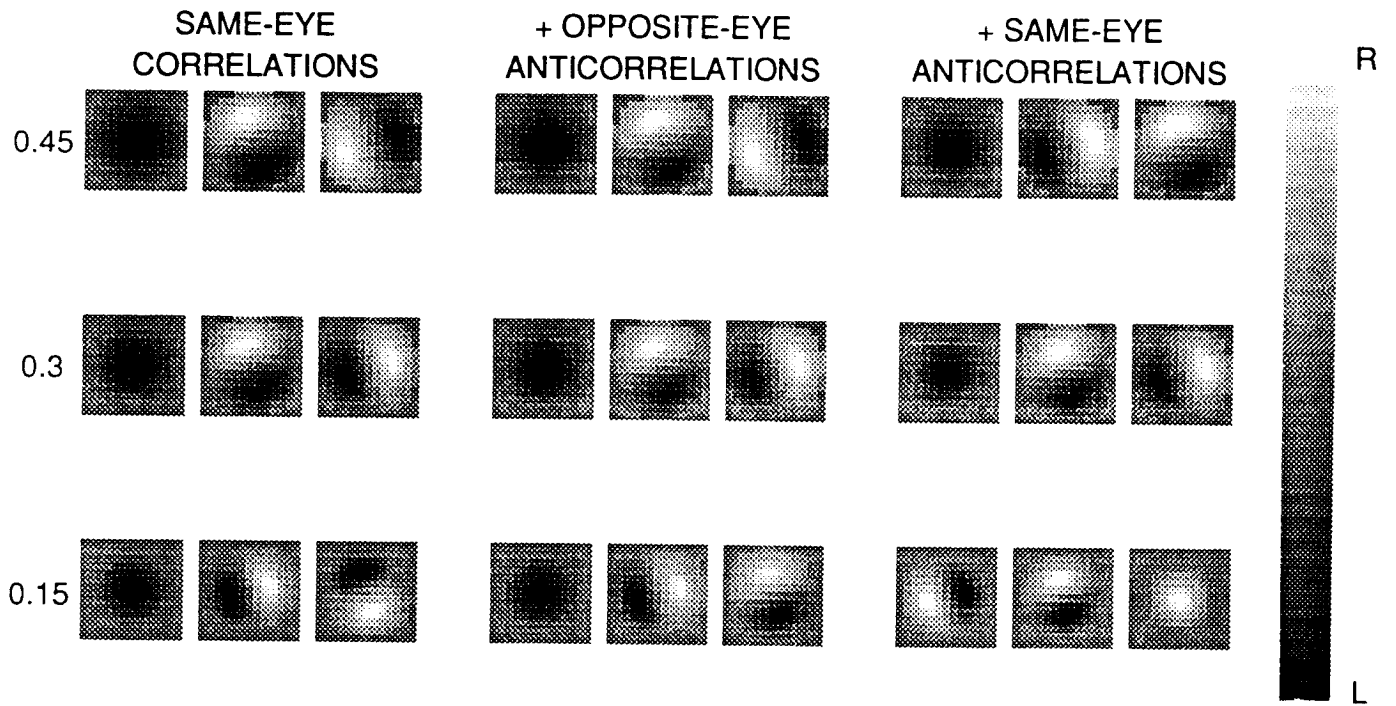 SAME-EYE
CORRELATIONS
+ OPPOSITE-EYE
ANTICORRELATIONS
+ SAME-EYE
ANTICORRELATIONS
R
0.45
0.3
0.15
L